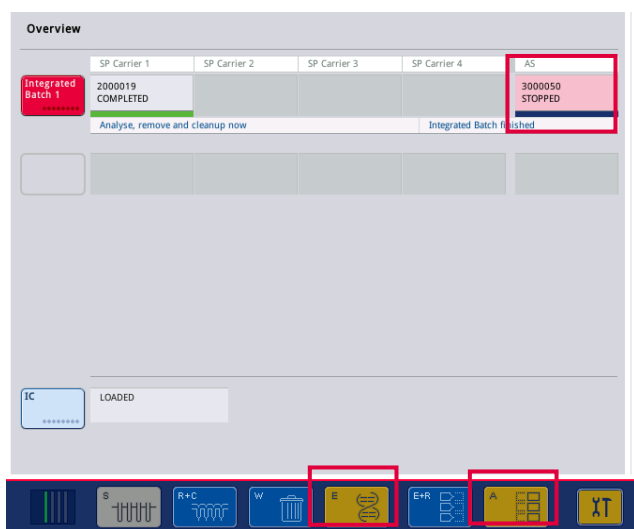 Overview
SP Carrier 1 SP Carrier 2 SP Carrier 3 SP Carrier 4 AS
Integrated
Batch 1
2000019
COMPLETED
3000050
STOPPED
Analyse, remove and cleanup now Integrated Batch finished
IC
LOADED
S R+C W E E+R A